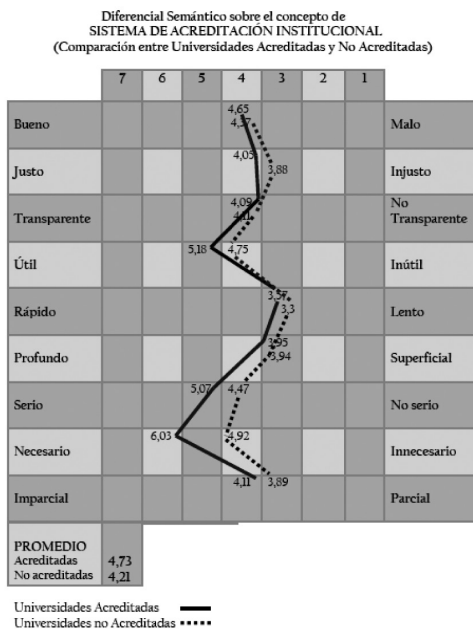 Diferencial Semántico sobre el concepto de
SISTEMA DE ACREDITACIÓN INSTITUCIONAL
(Comparación entre Universidades Acreditadas y No Acreditadas)
7 6 5 4 3 2 1
4,65
Bueno 4,37 Malo
4,05
Justo 3,88 Injusto
4,09 No
Transparente 4,11 Transparente
5,18 4,75
Útil Inútil
3,57
Rápido 3,3 Lento
3,95
Profundo 3,94 Superficial
5,07 4,47
Serio No serio
6,03 4,92
Necesario Innecesario
4,11 3,89
Imparcial Parcial
PROMEDIO
Acreditadas 4,73
No acreditadas 4,21
Universidades Acreditadas
Universidades no Acreditadas